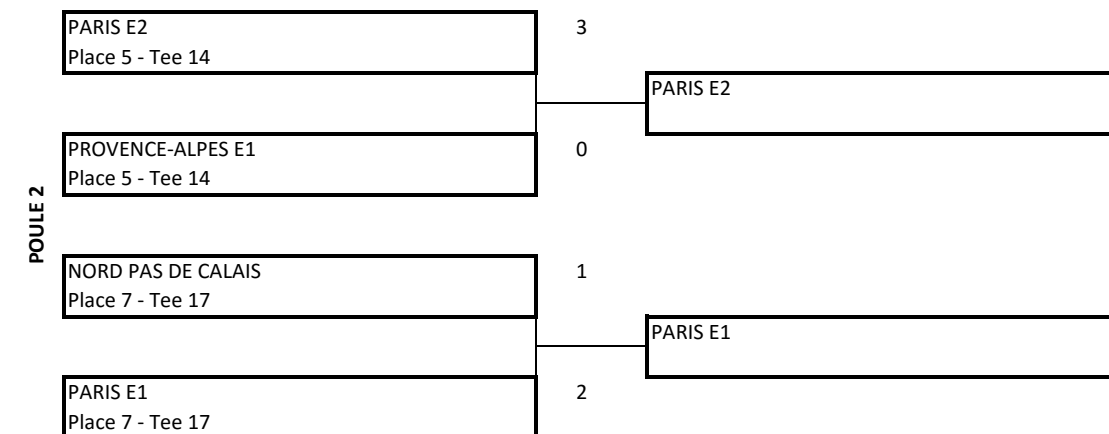 PARIS E2
3
Place 5 - Tee 14
PARIS E2
PROVENCE-ALPES E1
0
Place 5 - Tee 14
POULE 2
NORD PAS DE CALAIS
1
Place 7 - Tee 17
PARIS E1
PARIS E1
2
Place 7 - Tee 17